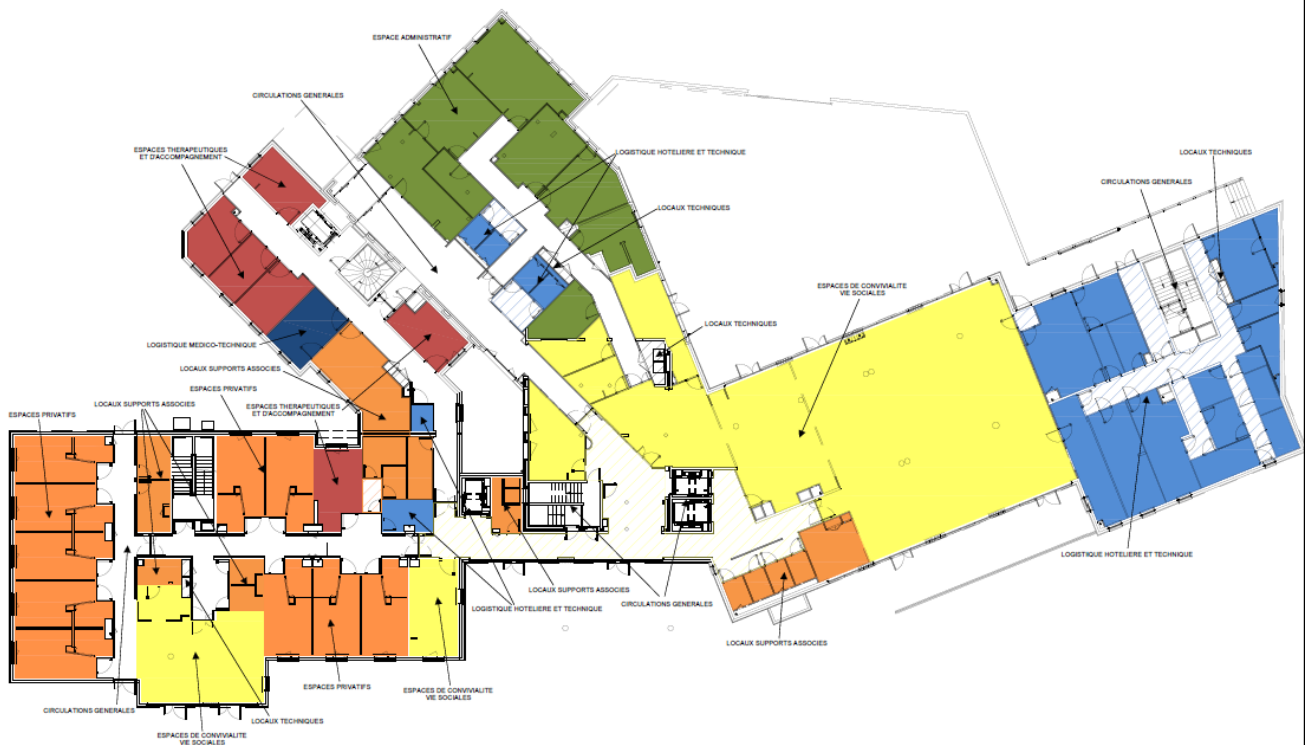 ESPACE ADMINISTRATIF
CIRCULATIONS GENERALES
ESPACES THERAPEUTIQUES
ET D'ACCOMPAGNEMENT
LOGISTIQUE HOTELIERE ET TECHNIQUE
LOCAUX TECHNIQUES
CIRCULATIONS GENERALES
LOCAUX TECHNIQUES
ESPACES DE CONVIVIALITE
VIE SOCIALES
LOCAUX TECHNIQUES
LOGISTIQUE MEDICO-TECHNIQUE
LOCAUX SUPPORTS ASSOCIES
ESPACES PRIVATIFS
LOCAUX SUPPORTS ASSOCIES
ESPACES THERAPEUTIQUES
ET D'ACCOMPAGNEMENT
ESPACES PRIVATIFS
LOGISTIQUE HOTELIERE ET TECHNIQUE
LOCAUX SUPPORTS ASSOCIES
CIRCULATIONS GENERALES
LOGISTIQUE HOTELIERE ET TECHNIQUE
LOCAUX SUPPORTS ASSOCIES
ESPACES PRIVATIFS
ESPACES DE CONVIVIALITE
VIE SOCIALES
CIRCULATIONS GENERALES
LOCAUX TECHNIQUES
ESPACES DE CONVIVIALITE
VIE SOCIALES